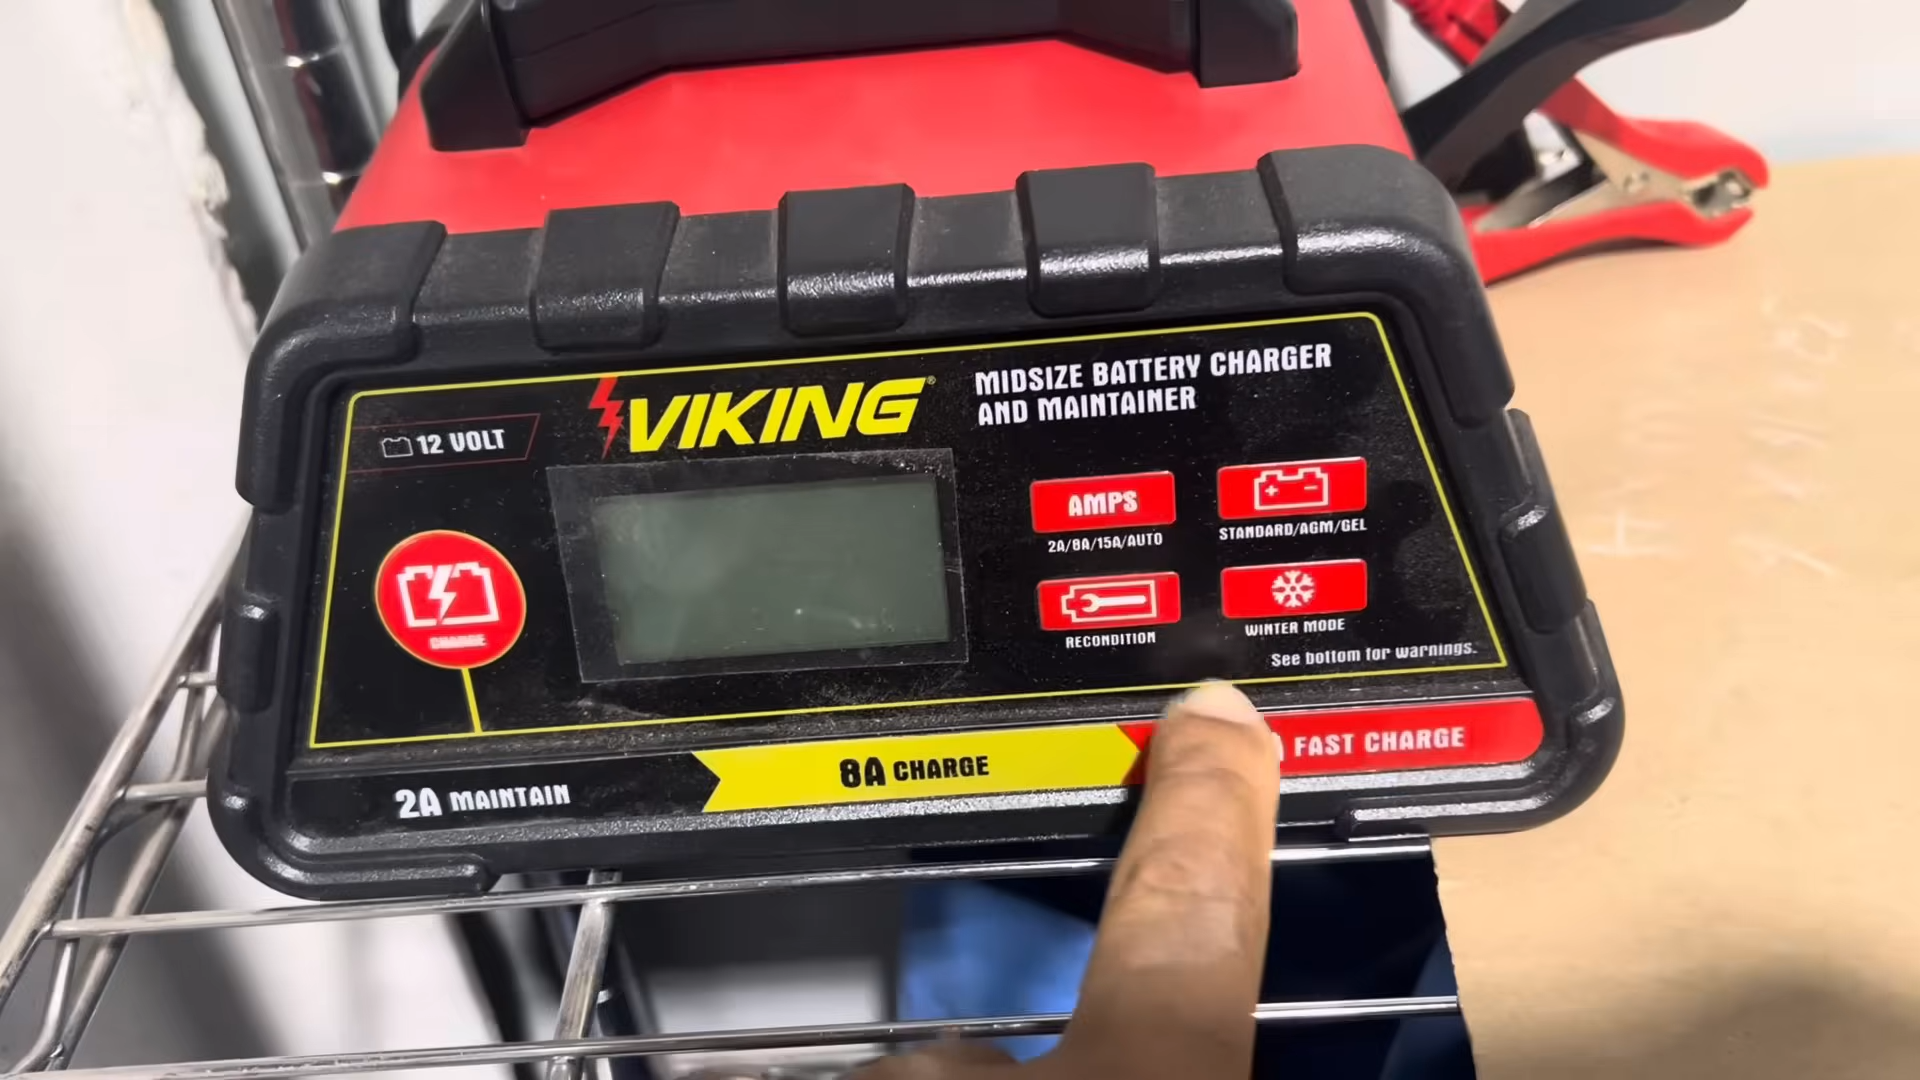 12 VOLT
VIKING®
MIDSIZE BATTERY CHARGER
AND MAINTAINER
AMPS
2A/8A/15A/AUTO
STANDARD/AGM/GEL
CHARGE
RECONDITION
WINTER MODE
See bottom for warnings.
2A MAINTAIN
8A CHARGE
FAST CHARGE